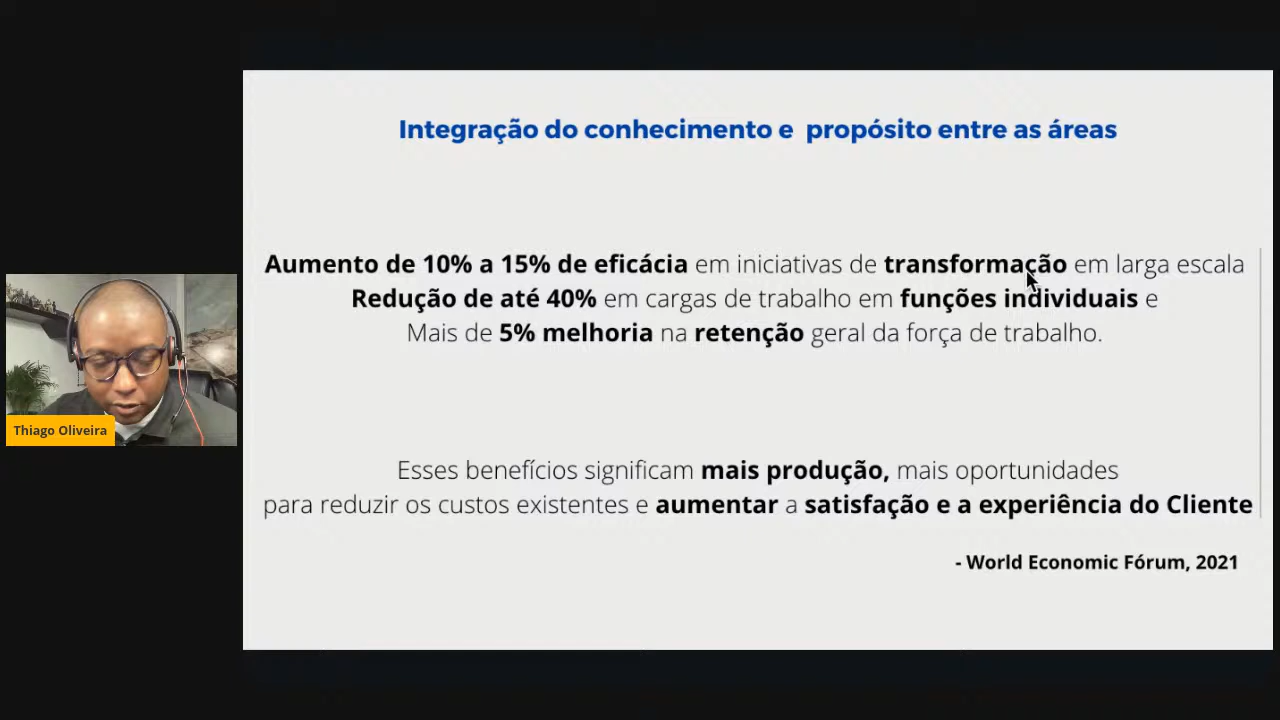 Integração do conhecimento e propósito entre as áreas
Aumento de 10% a 15% de eficácia em iniciativas de transformação em larga escala
Redução de até 40% em cargas de trabalho em funções individuais e
Mais de 5% melhoria na retenção geral da força de trabalho.
Thiago Oliveira
Esses benefícios significam mais produção, mais oportunidades
para reduzir os custos existentes e aumentar a satisfação e a experiência do Cliente
- World Economic Fórum, 2021